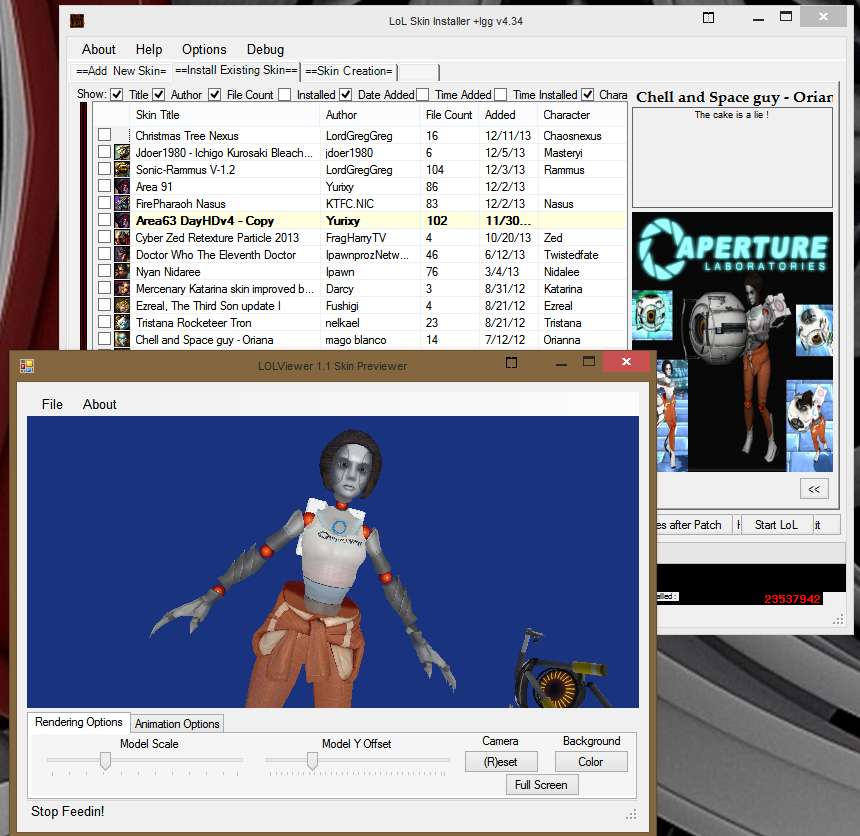 LoL Skin Installer +lgg v4.34
About Help Options Debug
==Add New Skin= ==Install Existing Skin== ==Skin Creation=
Show: Title Author File Count Installed Date Added Time Added Time Installed Chara
Skin Title Author File Count Added Character
Christmas Tree Nexus LordGregGreg 16 12/11/13 Chaosnexus
Jdoer1980 - Ichigo Kurosaki Bleach... jdoer1980 6 12/5/13 Masteryi
Sonic-Rammus V-1.2 LordGregGreg 104 12/3/13 Rammus
Area 91 Yurixy 86 12/2/13
FirePharaoh Nasus KTFC.NIC 83 12/2/13 Nasus
Area63 DayHDv4 - Copy Yurixy 102 11/30...
Cyber Zed Retexture Particle 2013 FragHarryTV 4 10/20/13 Zed
Doctor Who The Eleventh Doctor IpawnprozNetw... 46 6/12/13 Twistedfate
Nyan Nidaree Ipawn 76 3/4/13 Nidalee
Mercenary Katarina skin improved b... Darcy 3 8/31/12 Katarina
Ezreal, The Third Son update I Fushigi 4 8/21/12 Ezreal
Tristana Rocketeer Tron nelkael 23 8/21/12 Tristana
Chell and Space guy - Oriana mago blanco 14 7/12/12 Orianna
Chell and Space guy - Orian
The cake is a lie !
APERTURE
LABORATORIES
<<
es after Patch Start LoL it
alled :
23537942
LOLViewer 1.1 Skin Previewer
File About
Rendering Options Animation Options
Model Scale Model Y Offset Camera Background
(R)eset Color
Full Screen
Stop Feedin!